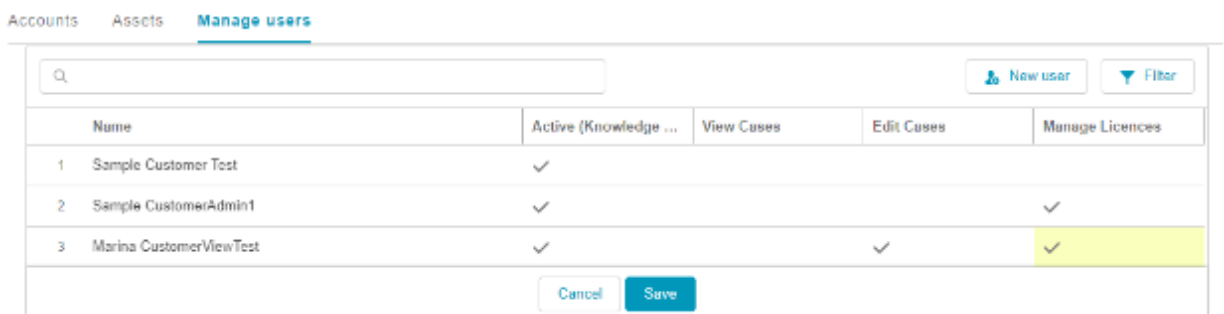 Accounts Assets Manage users
New user Filter
Name Active (Knowledge ... View Cases Edit Cases Manage Licences
1 Sample Customer Test
2 Sample CustomerAdmin1
3 Marina CustomerViewTest
Cancel Save